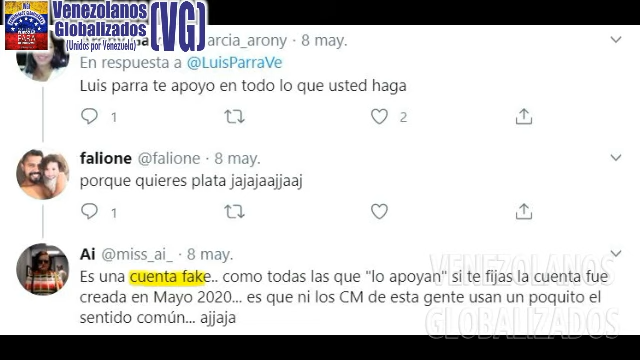 Venezolanos
Globalizados
(Unidos por Venezuela)
(VG)
arcia_arony · 8 may.
En respuesta a @LuisParraVe
Luis parra te apoyo en todo lo que usted haga
1
2
falione @falione · 8 may.
porque quieres plata jajajaajjaaj
1
Ai @miss_ai_ · 8 may.
Es una cuenta fake.. como todas las que "lo apoyan" si te fijas la cuenta fue
creada en Mayo 2020... es que ni los CM de esta gente usan un poquito el
sentido común... ajjaja
VENEZOLANOS
GLOBALIZADOS